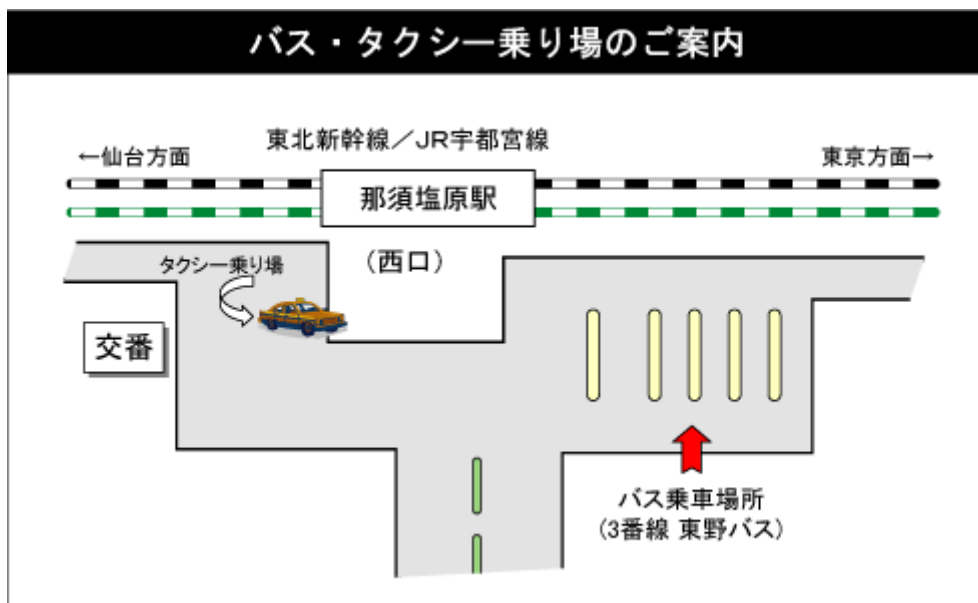 バス・タクシー乗り場のご案内
東北新幹線／JR宇都宮線
←仙台方面
東京方面→
那須塩原駅
(西口)
タクシー乗り場
交番
バス乗車場所
(3番線 東野バス)